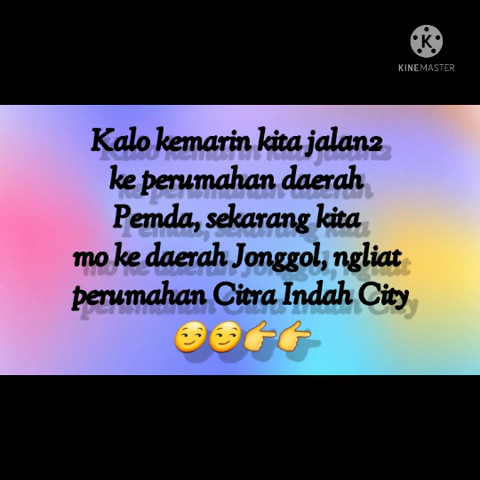 KINEMASTER
Kalo kemarin kita jalan2
ke perumahan daerah
Pemda, sekarang kita
mo ke daerah Jonggol, ngliat
perumahan Citra Indah City
😏😏👉👉